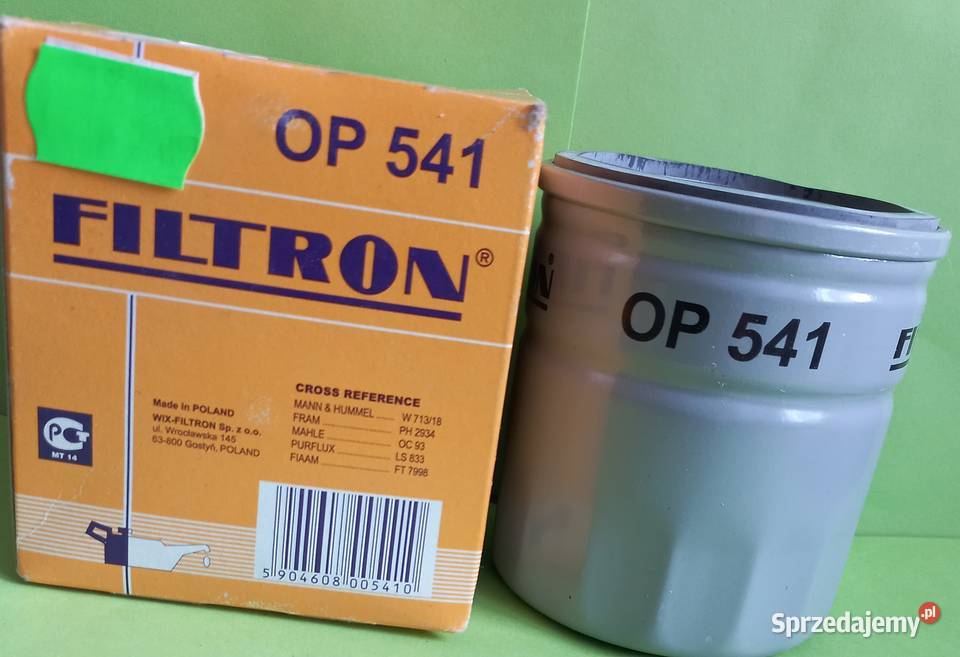 OP 541
FILTRON®
CROSS REFERENCE
MANN & HUMMEL ..... W 713/18
FRAM ..... PH 2934
MAHLE ..... OC 93
PURFLUX ..... LS 833
FIAAM ..... FT 7998
Made in POLAND
WIX-FILTRON Sp. z o.o.
ul. Wrocławska 145
63-800 Gostyń, POLAND
PCT
MT 14
5 904608 005410
OP 541
Sprzedajemy.pl